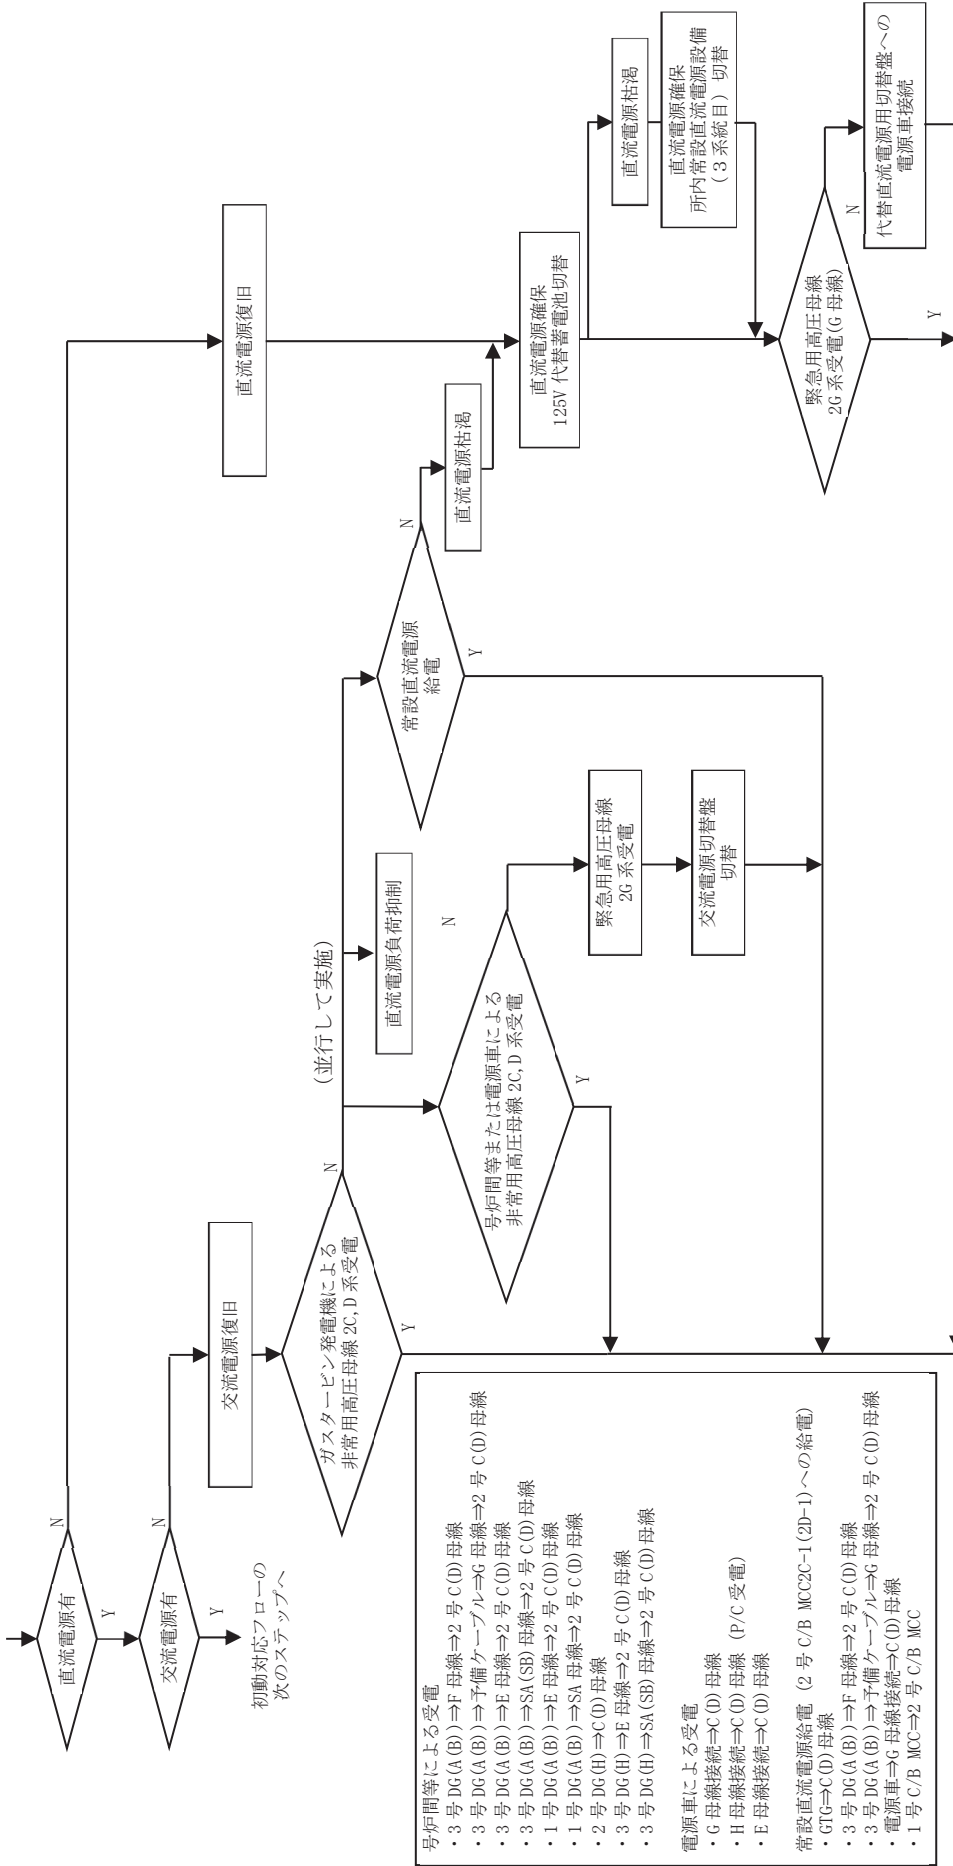 直流電源有
N
Y
交流電源有
N
Y
初動対応フローの
次のステップへ
直流電源復旧
交流電源復旧
ガスタービン発電機による
非常用高圧母線 2C,D 系受電
N
Y
(並行して実施)
直流電源負荷抑制
常設直流電源
給電
N
Y
直流電源枯渇
号炉間等または電源車による
非常用高圧母線 2C,D 系受電
N
Y
緊急用高圧母線
2G 系受電
交流電源切替盤
切替
直流電源確保
125V 代替蓄電池切替
直流電源枯渇
直流電源確保
所内常設直流電源設備
(3系統目) 切替
緊急用高圧母線
2G 系受電(G 母線)
N
Y
代替直流電源用切替盤への
電源車接続
号炉間等による受電
・3 号 DG(A(B))⇒F 母線⇒2 号 C(D)母線
・3 号 DG(A(B))⇒予備ケーブル⇒G 母線⇒2 号 C(D)母線
・3 号 DG(A(B))⇒E 母線⇒2 号 C(D)母線
・3 号 DG(A(B))⇒SA(SB)母線⇒2 号 C(D)母線
・1 号 DG(A(B))⇒E 母線⇒2 号 C(D)母線
・1 号 DG(A(B))⇒SA 母線⇒2 号 C(D)母線
・2 号 DG(H)⇒C(D)母線
・3 号 DG(H)⇒E 母線⇒2 号 C(D)母線
・3 号 DG(H)⇒SA(SB)母線⇒2 号 C(D)母線
電源車による受電
・G 母線接続⇒C(D)母線
・H 母線接続⇒C(D)母線 (P/C 受電)
・E 母線接続⇒C(D)母線
常設直流電源給電 (2 号 C/B MCC2C-1(2D-1)への給電)
・GTG⇒C(D)母線
・3 号 DG(A(B))⇒F 母線⇒2 号 C(D)母線
・3 号 DG(A(B))⇒予備ケーブル⇒G 母線⇒2 号 C(D)母線
・電源車⇒G 母線接続⇒C(D)母線
・1 号 C/B MCC⇒2 号 C/B MCC